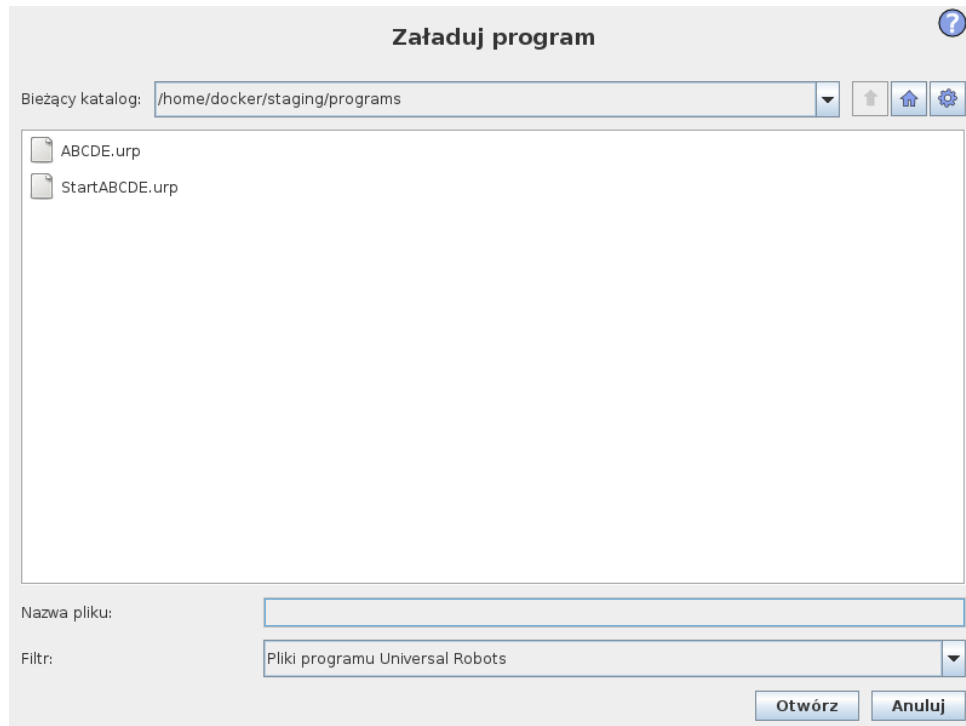 Załaduj program
?
Bieżący katalog: /home/docker/staging/programs
ABCDE.urp
StartABCDE.urp
Nazwa pliku:
Filtr: Pliki programu Universal Robots
Otwórz Anuluj